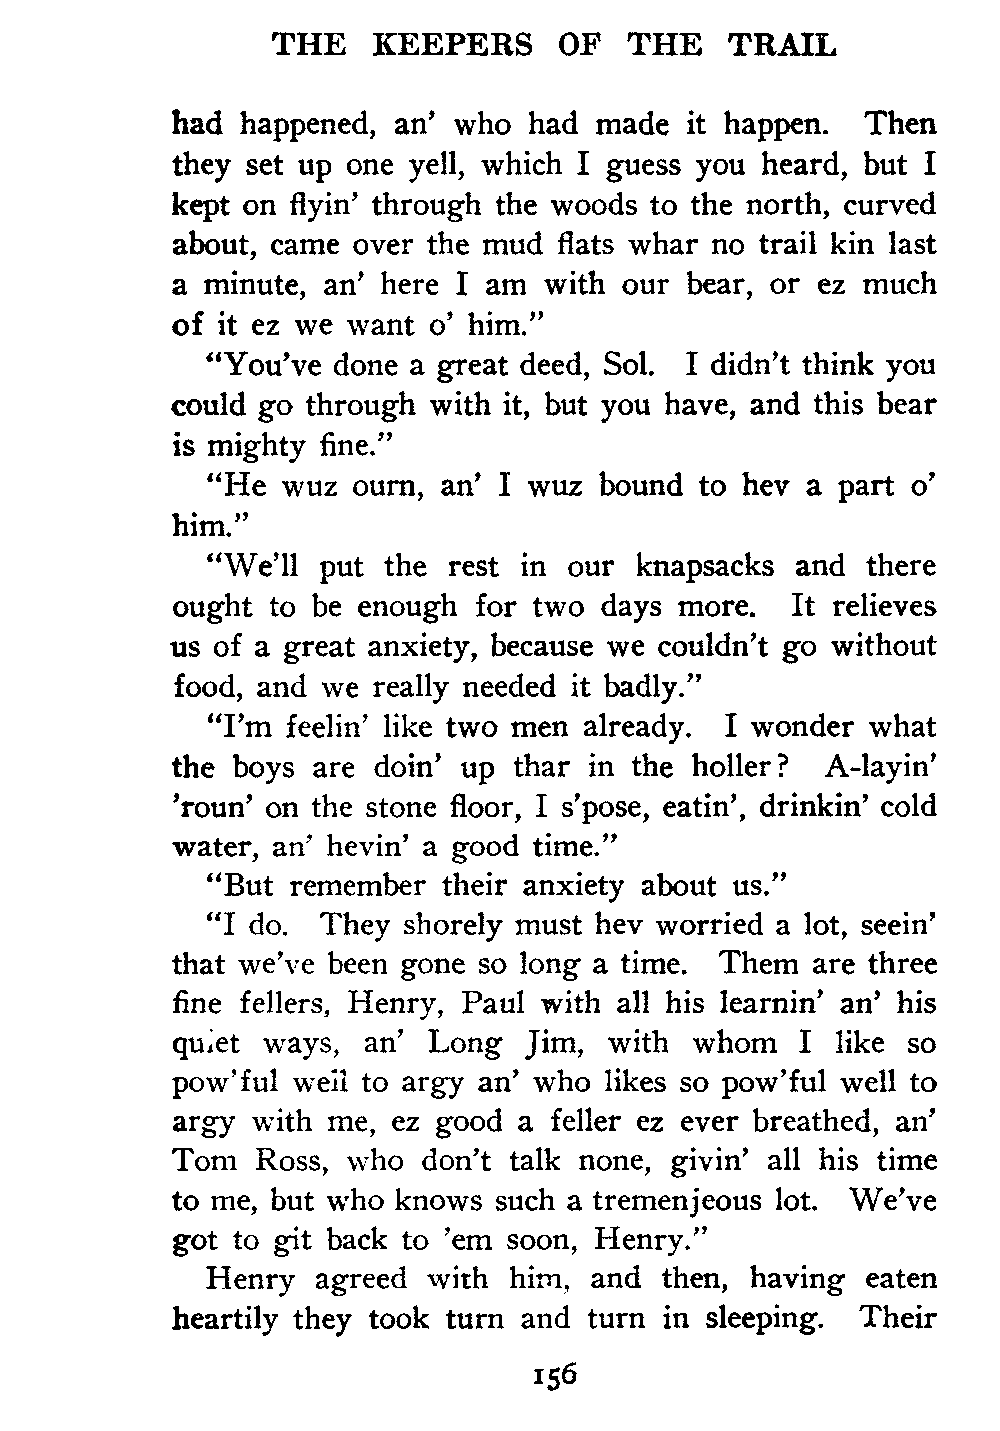 THE KEEPERS OF THE TRAIL
had happened, an' who had made it happen. Then
they set up one yell, which I guess you heard, but I
kept on flyin' through the woods to the north, curved
about, came over the mud flats whar no trail kin last
a minute, an' here I am with our bear, or ez much
of it ez we want o' him."
"You've done a great deed, Sol. I didn't think you
could go through with it, but you have, and this bear
is mighty fine."
"He wuz ourn, an' I wuz bound to hev a part o'
him."
"We'll put the rest in our knapsacks and there
ought to be enough for two days more. It relieves
us of a great anxiety, because we couldn't go without
food, and we really needed it badly."
"I'm feelin' like two men already. I wonder what
the boys are doin' up thar in the holler? A-layin'
'roun' on the stone floor, I s'pose, eatin', drinkin' cold
water, an' hevin' a good time."
"But remember their anxiety about us."
"I do. They shorely must hev worried a lot, seein'
that we've been gone so long a time. Them are three
fine fellers, Henry, Paul with all his learnin' an' his
quiet ways, an' Long Jim, with whom I like so
pow'ful well to argy an' who likes so pow'ful well to
argy with me, ez good a feller ez ever breathed, an'
Tom Ross, who don't talk none, givin' all his time
to me, but who knows such a tremenjeous lot. We've
got to git back to 'em soon, Henry."
Henry agreed with him, and then, having eaten
heartily they took turn and turn in sleeping. Their
156